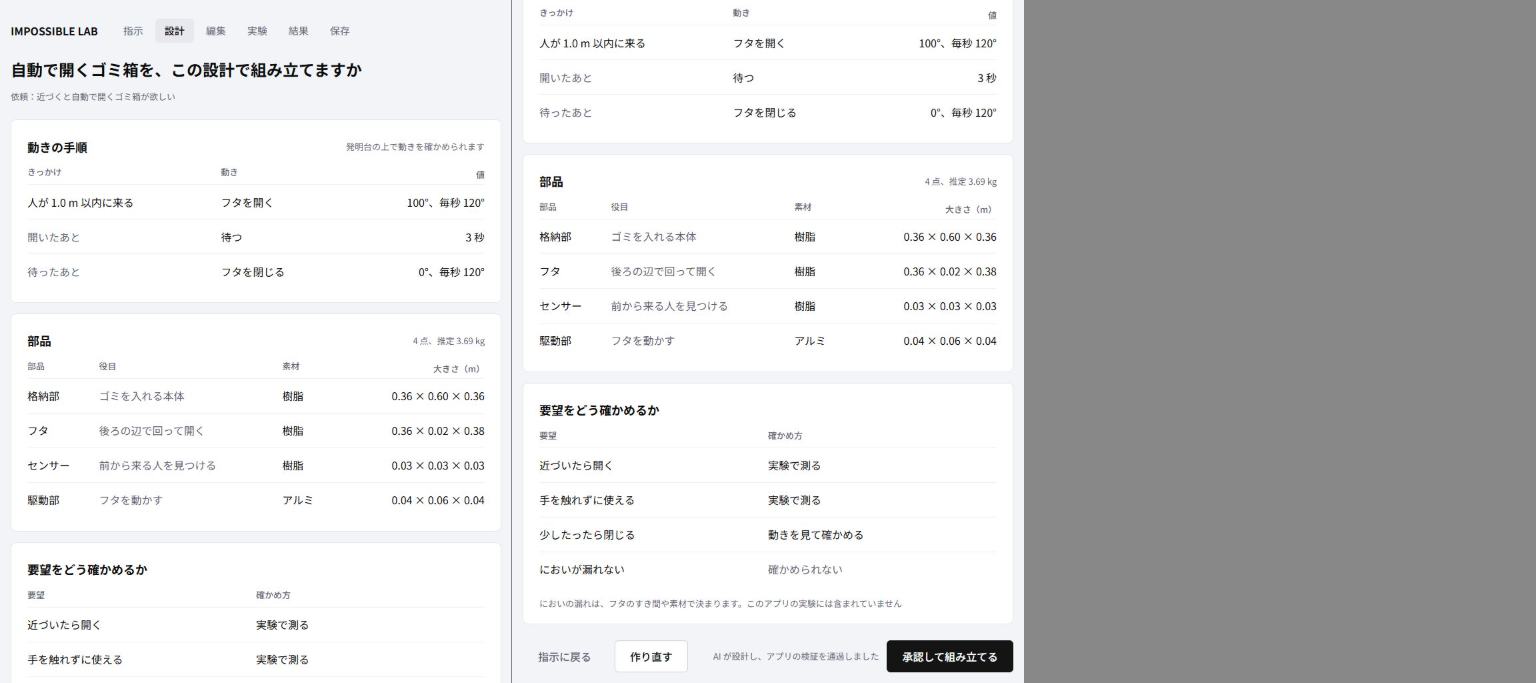 IMPOSSIBLE LAB 指示 設計 編集 実験 結果 保存
自動で開くゴミ箱を、この設計で組み立てますか
依頼：近づくと自動で開くゴミ箱が欲しい
動きの手順 発明台の上で動きを確かめられます
きっかけ 動き 値
人が 1.0 m 以内に来る フタを開く 100°、毎秒 120°
開いたあと 待つ 3 秒
待ったあと フタを閉じる 0°、毎秒 120°
部品 4 点、推定 3.69 kg
部品 役目 素材 大きさ（m）
格納部 ゴミを入れる本体 樹脂 0.36 × 0.60 × 0.36
フタ 後ろの辺で回って開く 樹脂 0.36 × 0.02 × 0.38
センサー 前から来る人を見つける 樹脂 0.03 × 0.03 × 0.03
駆動部 フタを動かす アルミ 0.04 × 0.06 × 0.04
要望をどう確かめるか
要望 確かめ方
近づいたら開く 実験で測る
手を触れずに使える 実験で測る
きっかけ 動き 値
人が 1.0 m 以内に来る フタを開く 100°、毎秒 120°
開いたあと 待つ 3 秒
待ったあと フタを閉じる 0°、毎秒 120°
部品 4 点、推定 3.69 kg
部品 役目 素材 大きさ（m）
格納部 ゴミを入れる本体 樹脂 0.36 × 0.60 × 0.36
フタ 後ろの辺で回って開く 樹脂 0.36 × 0.02 × 0.38
センサー 前から来る人を見つける 樹脂 0.03 × 0.03 × 0.03
駆動部 フタを動かす アルミ 0.04 × 0.06 × 0.04
要望をどう確かめるか
要望 確かめ方
近づいたら開く 実験で測る
手を触れずに使える 実験で測る
少したったら閉じる 動きを見て確かめる
においが漏れない 確かめられない
においの漏れは、フタのすき間や素材で決まります。このアプリの実験には含まれていません
指示に戻る 作り直す AI が設計し、アプリの検証を通過しました 承認して組み立てる